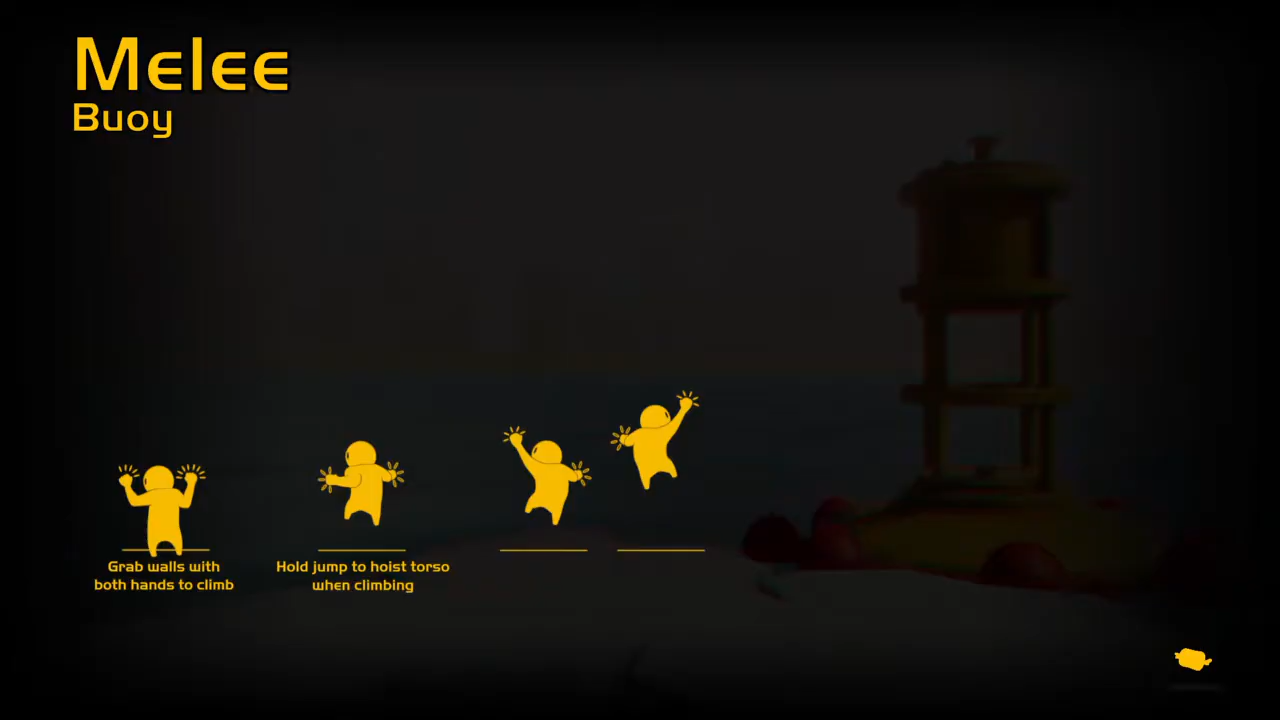 Melee
Buoy
Grab walls with
both hands to climb
Hold jump to hoist torso
when climbing